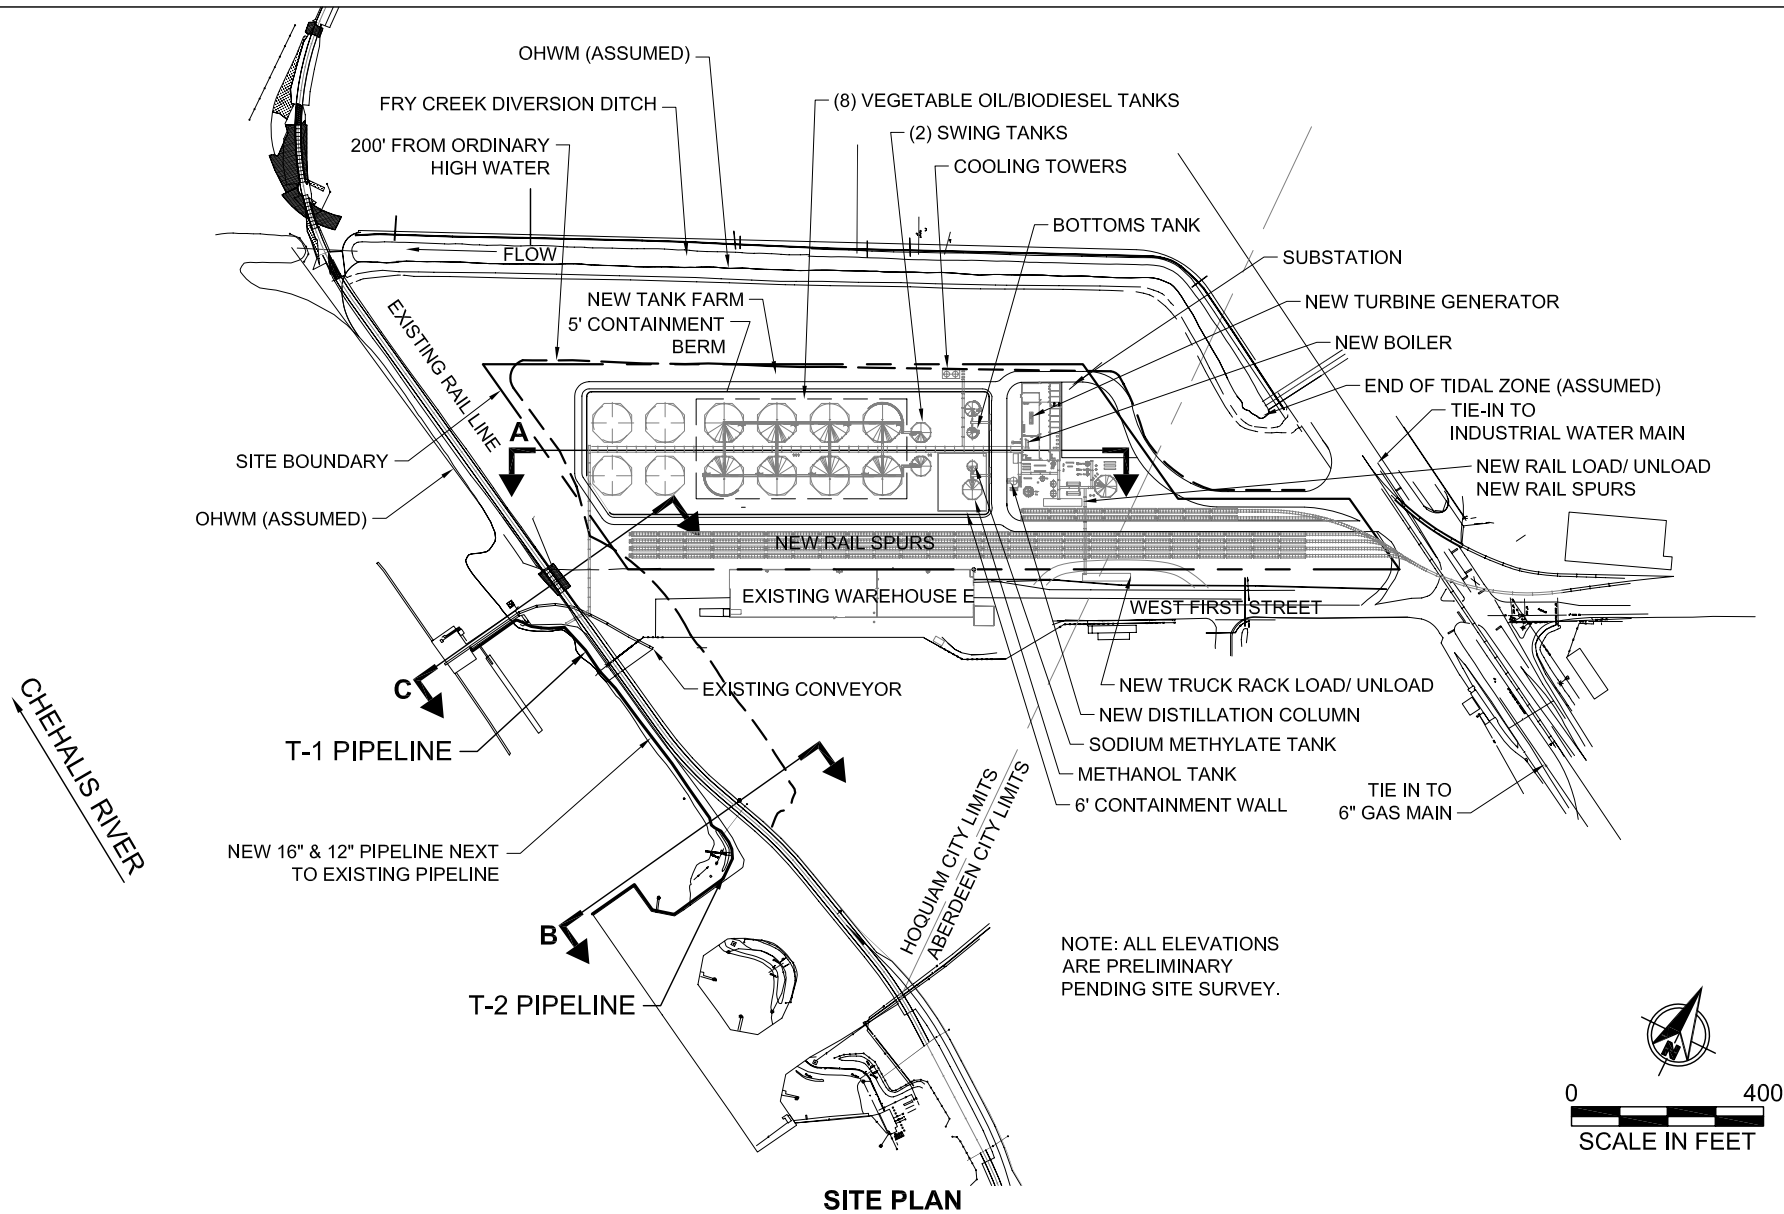 OHWM (ASSUMED)
FRY CREEK DIVERSION DITCH
(8) VEGETABLE OIL/BIODIESEL TANKS
(2) SWING TANKS
200' FROM ORDINARY
HIGH WATER
COOLING TOWERS
BOTTOMS TANK
FLOW
SUBSTATION
NEW TANK FARM
5' CONTAINMENT
BERM
NEW TURBINE GENERATOR
EXISTING RAIL LINE
NEW BOILER
END OF TIDAL ZONE (ASSUMED)
TIE-IN TO
INDUSTRIAL WATER MAIN
A
SITE BOUNDARY
NEW RAIL LOAD/ UNLOAD
NEW RAIL SPURS
OHWM (ASSUMED)
NEW RAIL SPURS
EXISTING WAREHOUSE E
WEST FIRST STREET
C
EXISTING CONVEYOR
NEW TRUCK RACK LOAD/ UNLOAD
NEW DISTILLATION COLUMN
SODIUM METHYLATE TANK
METHANOL TANK
6' CONTAINMENT WALL
CHEHALIS RIVER
T-1 PIPELINE
TIE IN TO
6" GAS MAIN
NEW 16" & 12" PIPELINE NEXT
TO EXISTING PIPELINE
HOQUIAM CITY LIMITS
ABERDEEN CITY LIMITS
B
NOTE: ALL ELEVATIONS
ARE PRELIMINARY
PENDING SITE SURVEY.
T-2 PIPELINE
N
0 400
SCALE IN FEET
SITE PLAN